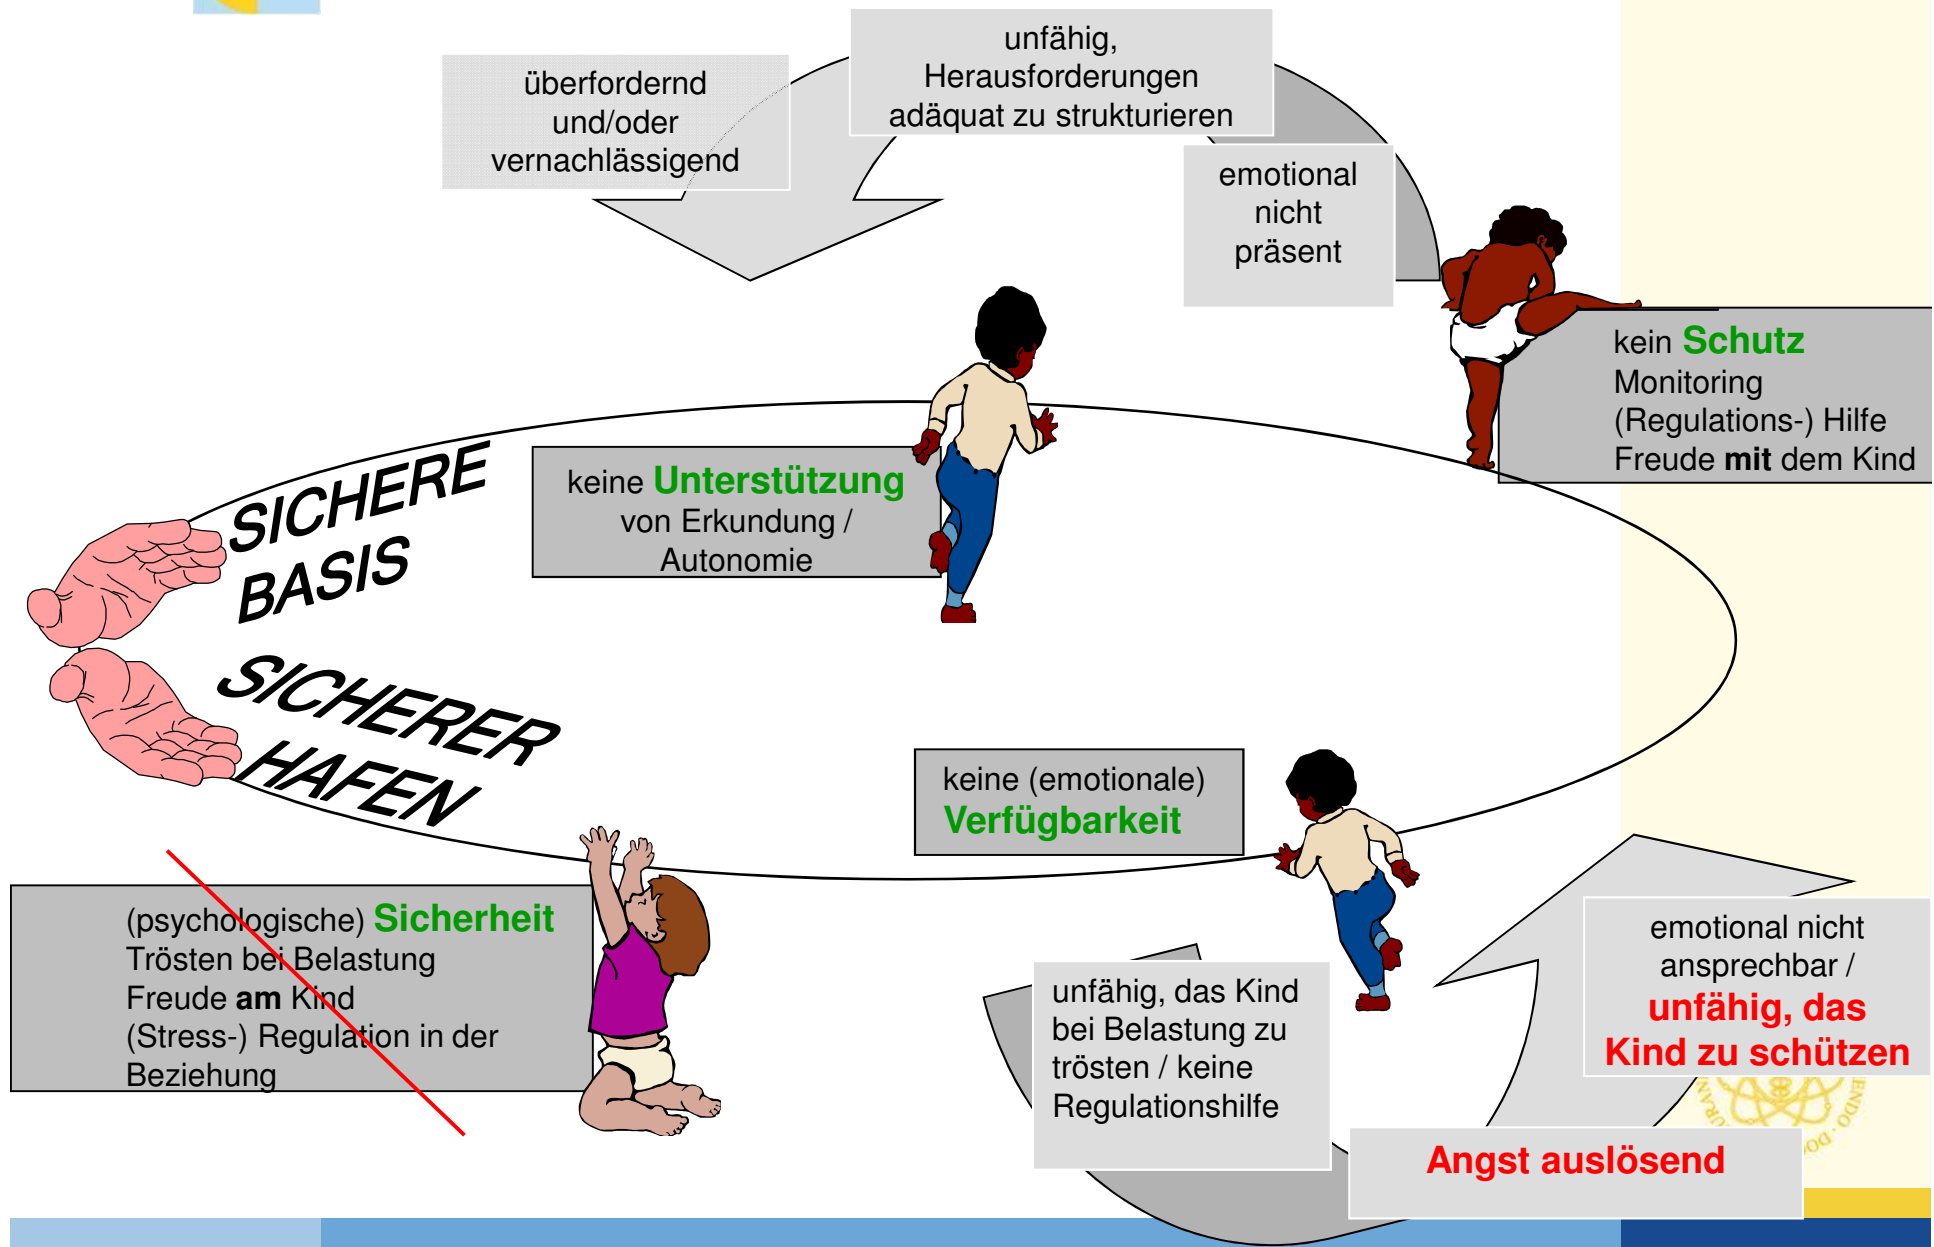 überfordernd
und/oder
vernachlässigend
unfähig,
Herausforderungen
adäquat zu strukturieren
emotional
nicht
präsent
kein Schutz
Monitoring
(Regulations-) Hilfe
Freude mit dem Kind
keine Unterstützung
von Erkundung /
Autonomie
SICHERE
BASIS
SICHERER
HAFEN
keine (emotionale)
Verfügbarkeit
(psychologische) Sicherheit
Trösten bei Belastung
Freude am Kind
(Stress-) Regulation in der
Beziehung
unfähig, das Kind
bei Belastung zu
trösten / keine
Regulationshilfe
emotional nicht
ansprechbar /
unfähig, das
Kind zu schützen
Angst auslösend